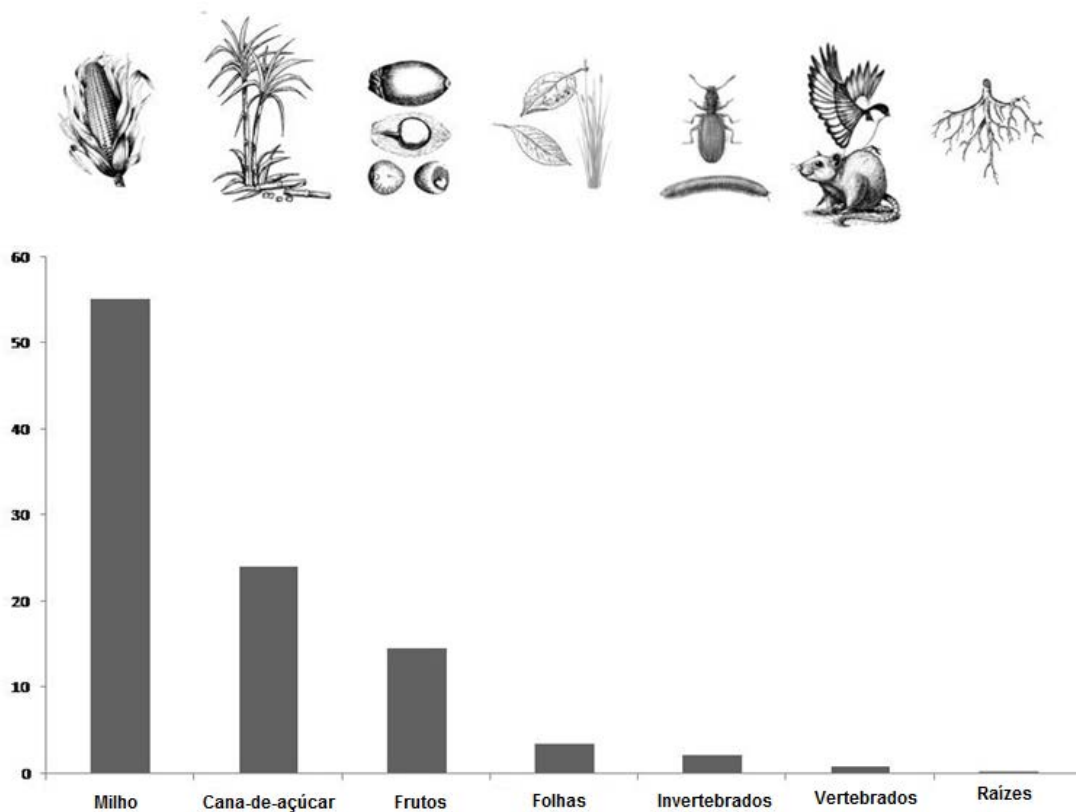 60
50
40
30
20
10
0
Milho
Cana-de-açúcar
Frutos
Folhas
Invertebrados
Vertebrados
Raízes